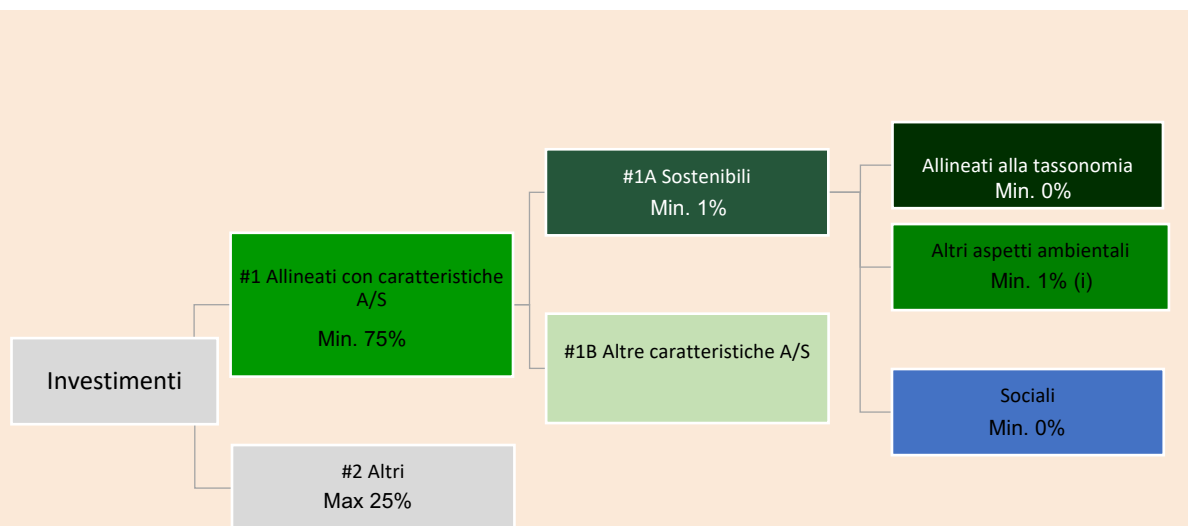 Investimenti
#1 Allineati con caratteristiche
A/S
Min. 75%
#2 Altri
Max 25%
#1A Sostenibili
Min. 1%
#1B Altre caratteristiche A/S
Allineati alla tassonomia
Min. 0%
Altri aspetti ambientali
Min. 1% (i)
Sociali
Min. 0%